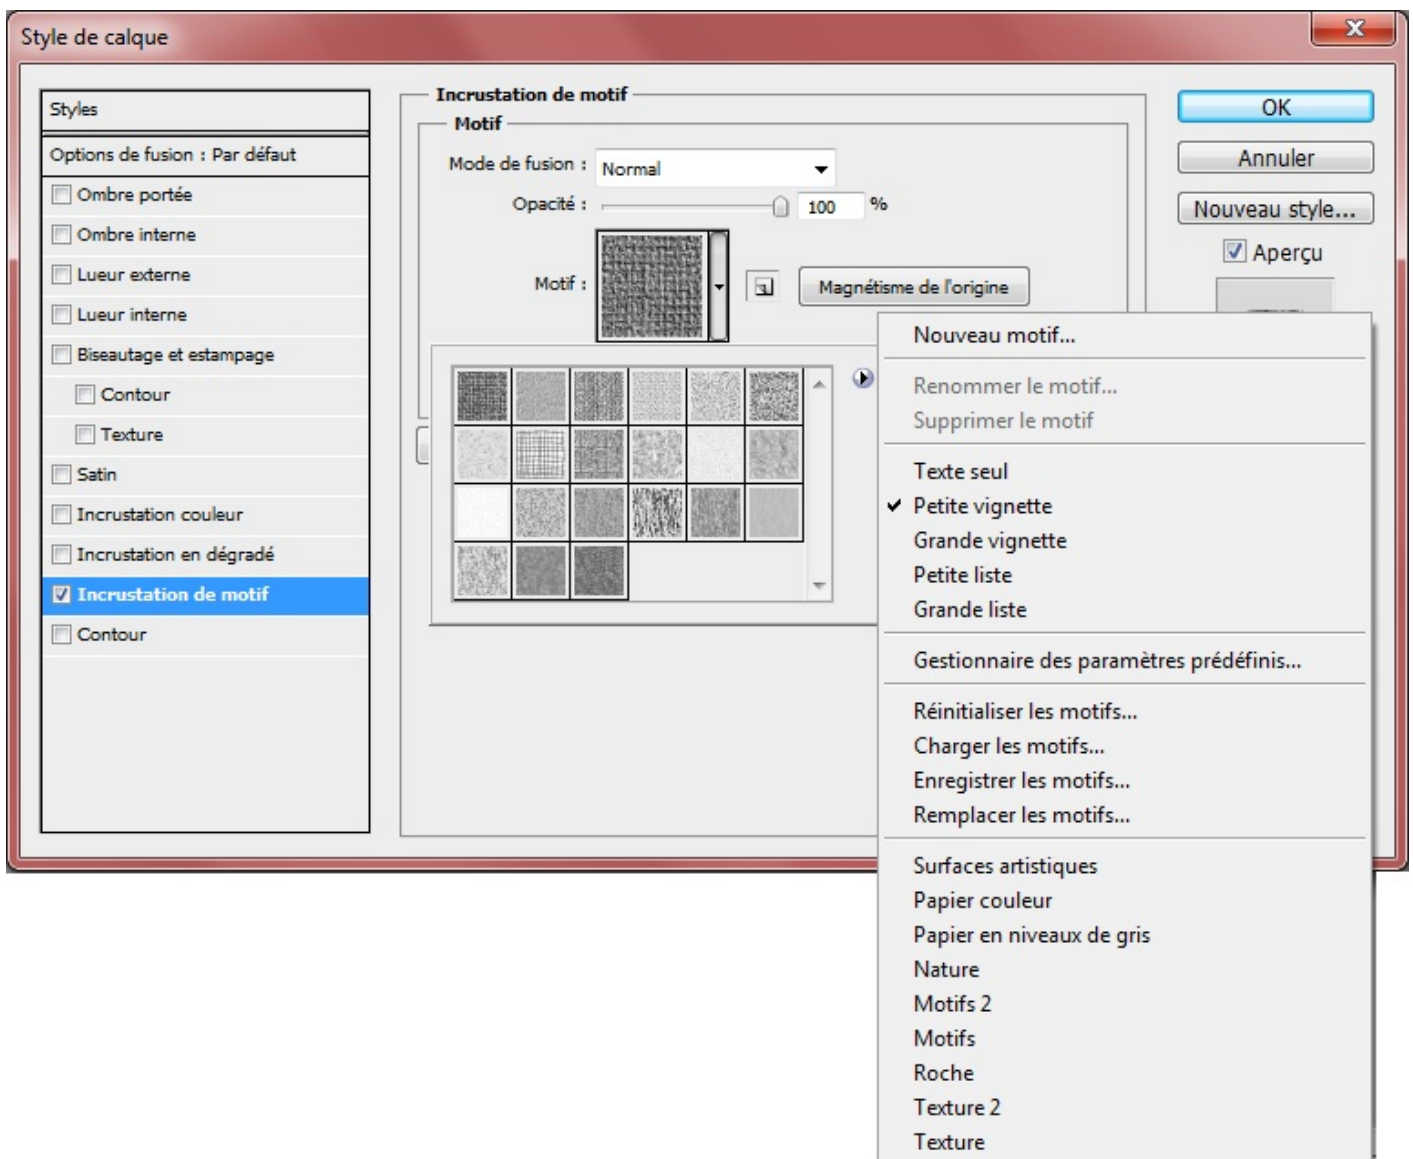 Style de calque
Styles
Options de fusion : Par défaut
Ombre portée
Ombre interne
Lueur externe
Lueur interne
Biseautage et estampage
Contour
Texture
Satin
Incrustation couleur
Incrustation en dégradé
Incrustation de motif
Contour
Incrustation de motif
Motif
Mode de fusion : Normal
Opacité : 100 %
Motif : Magnétisme de l'origine
OK
Annuler
Nouveau style...
Aperçu
Nouveau motif...
Renommer le motif...
Supprimer le motif
Texte seul
Petite vignette
Grande vignette
Petite liste
Grande liste
Gestionnaire des paramètres prédéfinis...
Réinitialiser les motifs...
Charger les motifs...
Enregistrer les motifs...
Remplacer les motifs...
Surfaces artistiques
Papier couleur
Papier en niveaux de gris
Nature
Motifs 2
Motifs
Roche
Texture 2
Texture